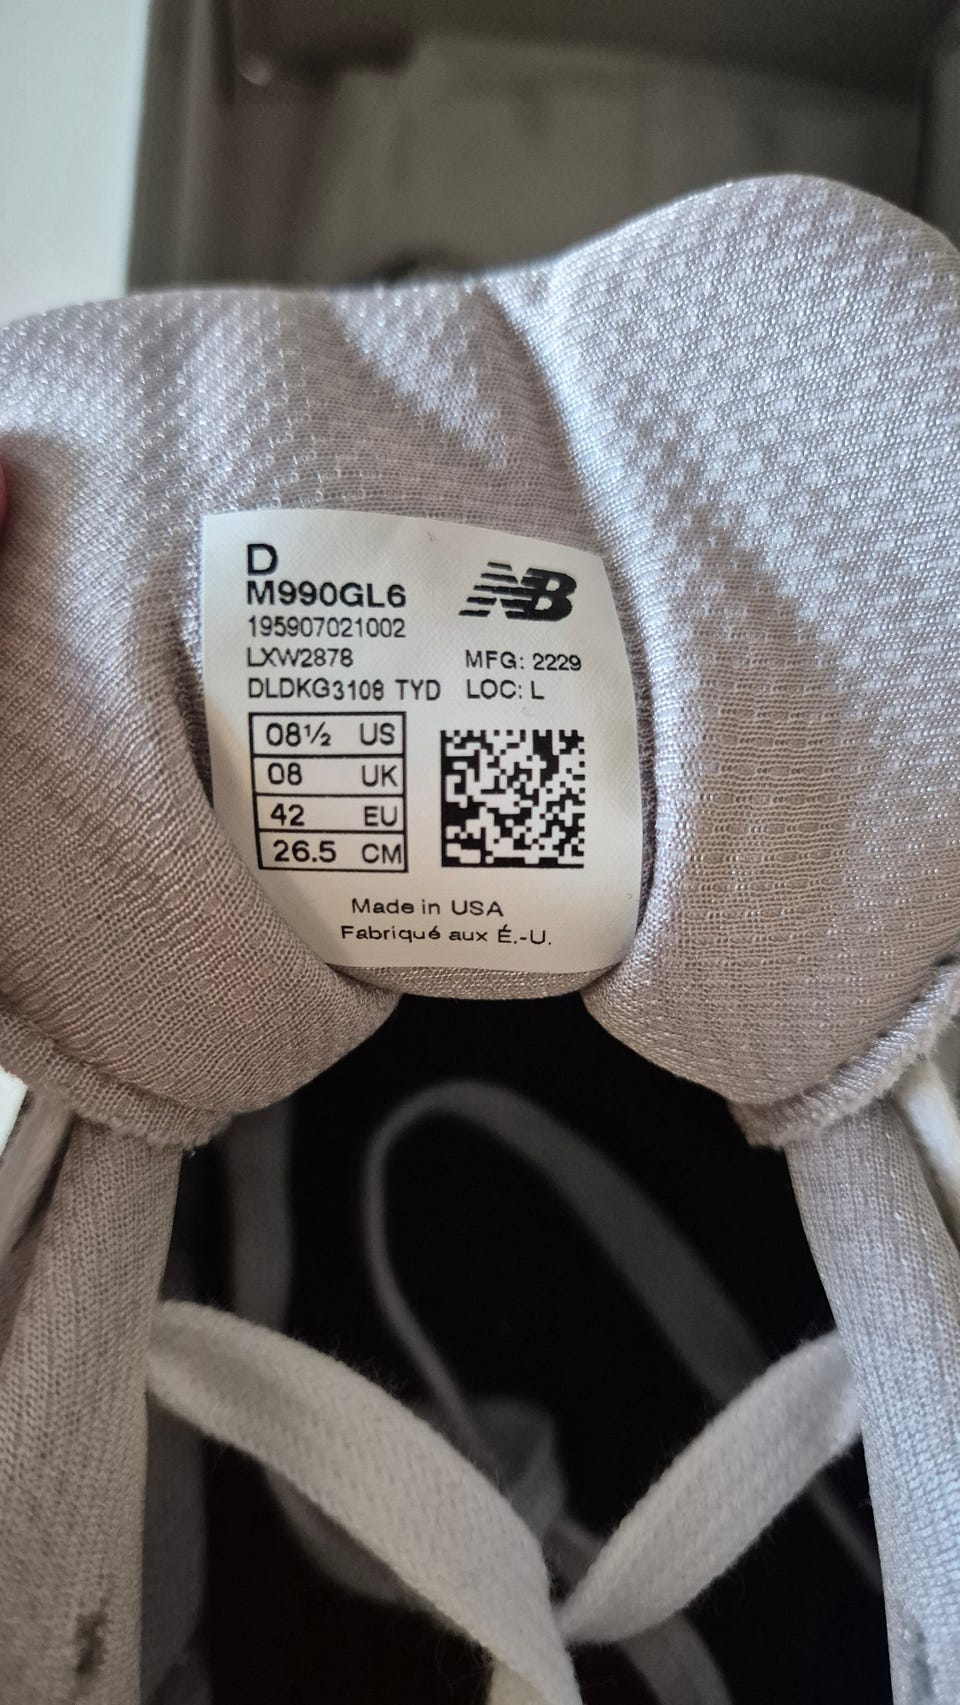 D
M990GL6
NB
195907021002
LXW2878
MFG: 2229
DLDKG3108 TYD LOC: L
08½ US
08 UK
42 EU
26.5 CM
Made in USA
Fabriqué aux É.-U.